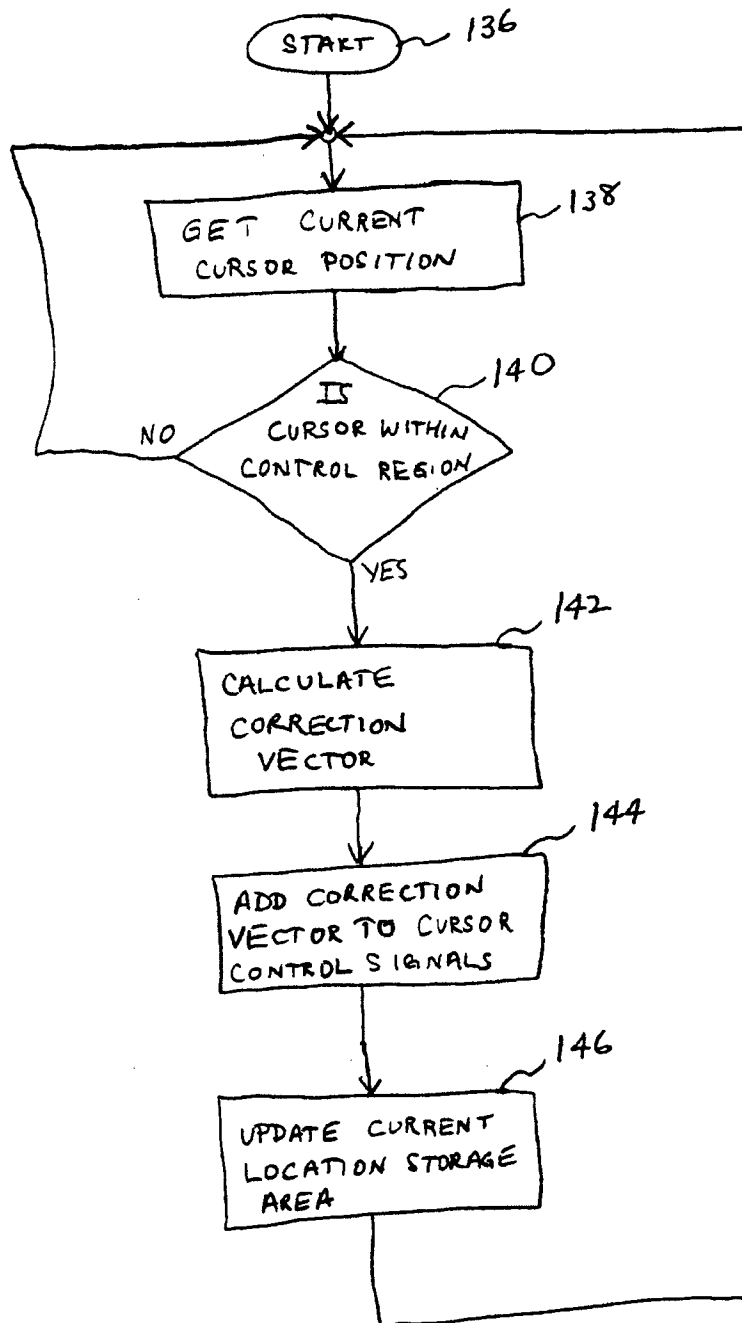 START
136
GET CURRENT
CURSOR POSITION
138
IS
CURSOR WITHIN
CONTROL REGION
140
NO
YES
CALCULATE
CORRECTION
VECTOR
142
ADD CORRECTION
VECTOR TO CURSOR
CONTROL SIGNALS
144
UPDATE CURRENT
LOCATION STORAGE
AREA
146